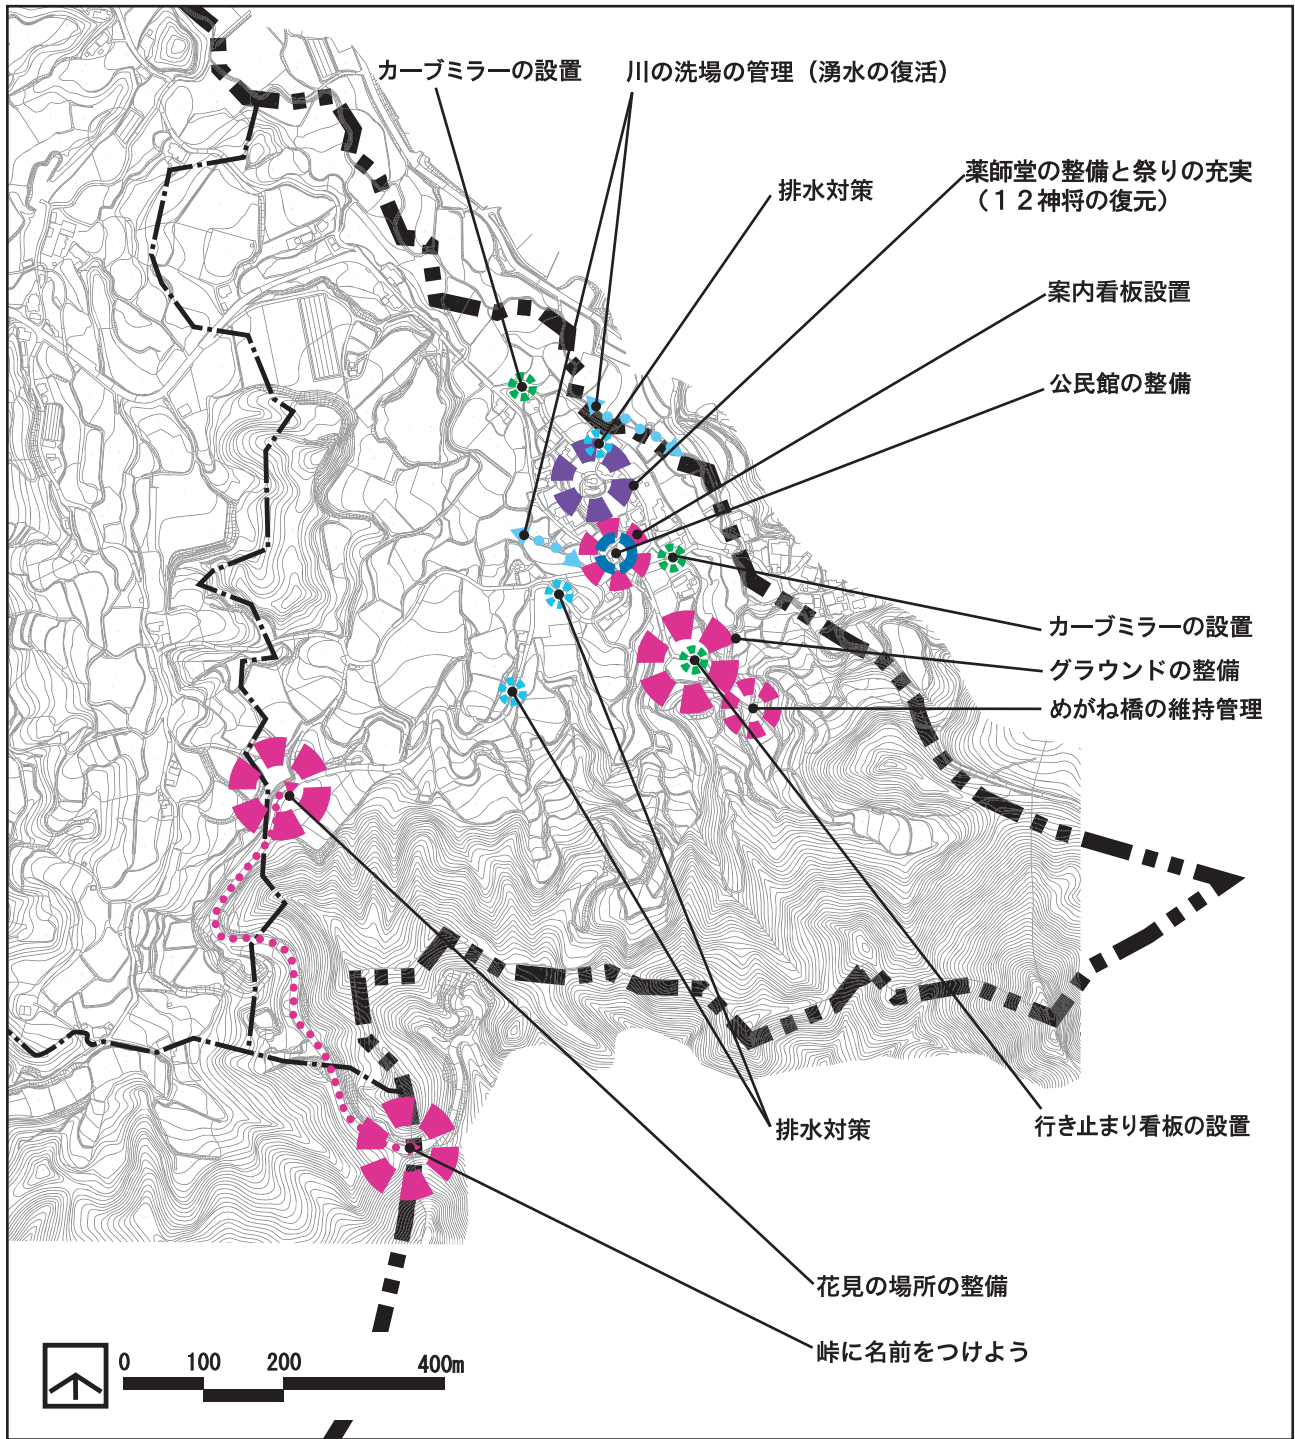 カーブミラーの設置
川の洗場の管理（湧水の復活）
薬師堂の整備と祭りの充実
（１２神将の復元）
排水対策
案内看板設置
公民館の整備
カーブミラーの設置
グラウンドの整備
めがね橋の維持管理
行き止まり看板の設置
排水対策
花見の場所の整備
峠に名前をつけよう
0 100 200 400m